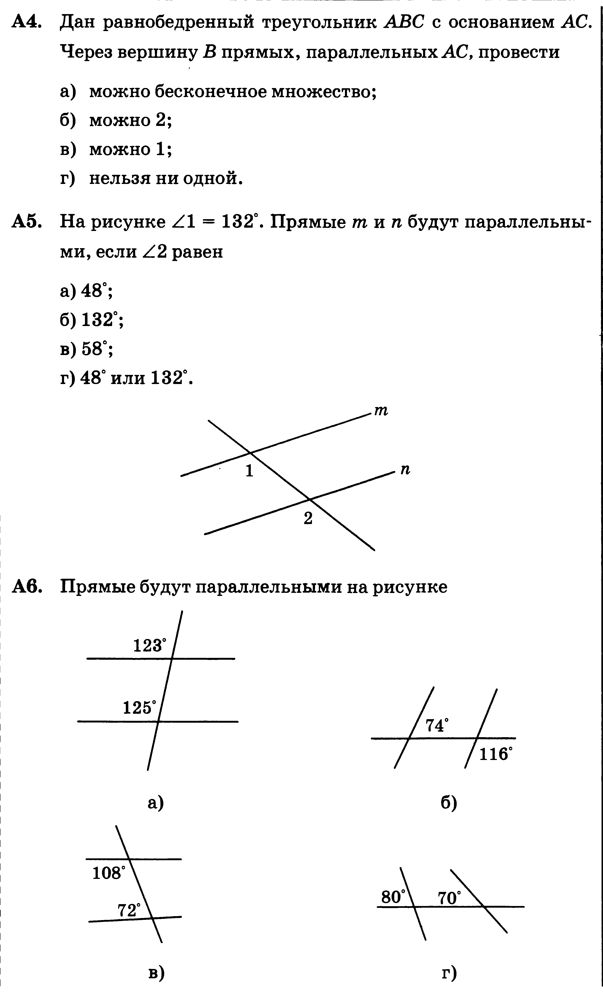 А4. Дан равнобедренный треугольник ABC с основанием AC.
Через вершину B прямых, параллельных AC, провести
а) можно бесконечное множество;
б) можно 2;
в) можно 1;
г) нельзя ни одной.
А5. На рисунке ∠1 = 132°. Прямые m и n будут параллельны-
ми, если ∠2 равен
а) 48°;
б) 132°;
в) 58°;
г) 48° или 132°.
m
n
1
2
А6. Прямые будут параллельными на рисунке
123°
125°
74°
116°
а)
б)
108°
72°
80°
70°
в)
г)